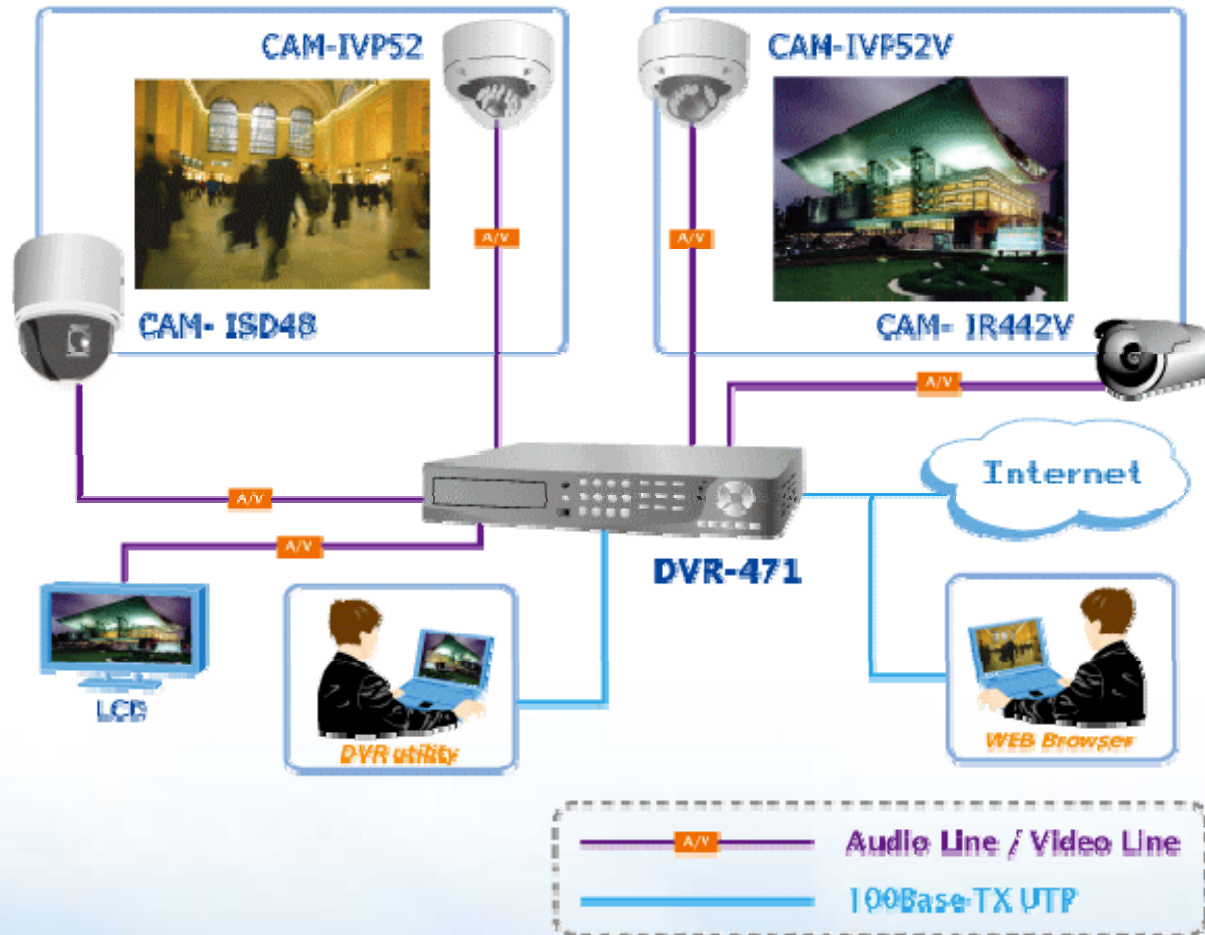 CAM-IVP52
CAM-IVP52V
A/V
A/V
CAM- ISD48
CAM- IR442V
A/V
Internet
A/V
A/V
DVR-471
LCD
DVR utility
WEB Browser
A/V
Audio Line / Video Line
100Base-TX UTP